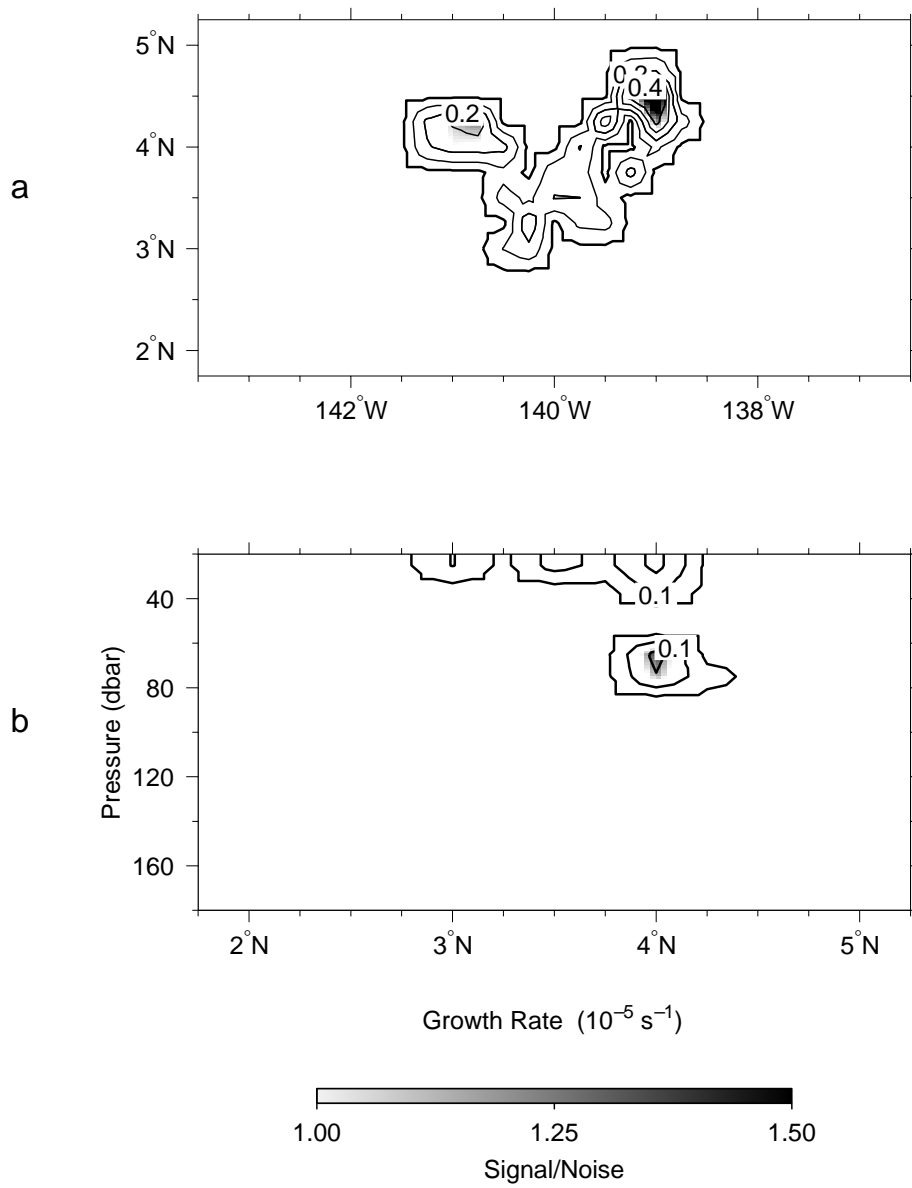 a
5°N
4°N
3°N
2°N
0.2
0.2
0.4
142°W 140°W 138°W
b
Pressure (dbar)
40
80
120
160
0.1
0.1
2°N 3°N 4°N 5°N
Growth Rate (10⁻⁵ s⁻¹)
1.00 1.25 1.50
Signal/Noise